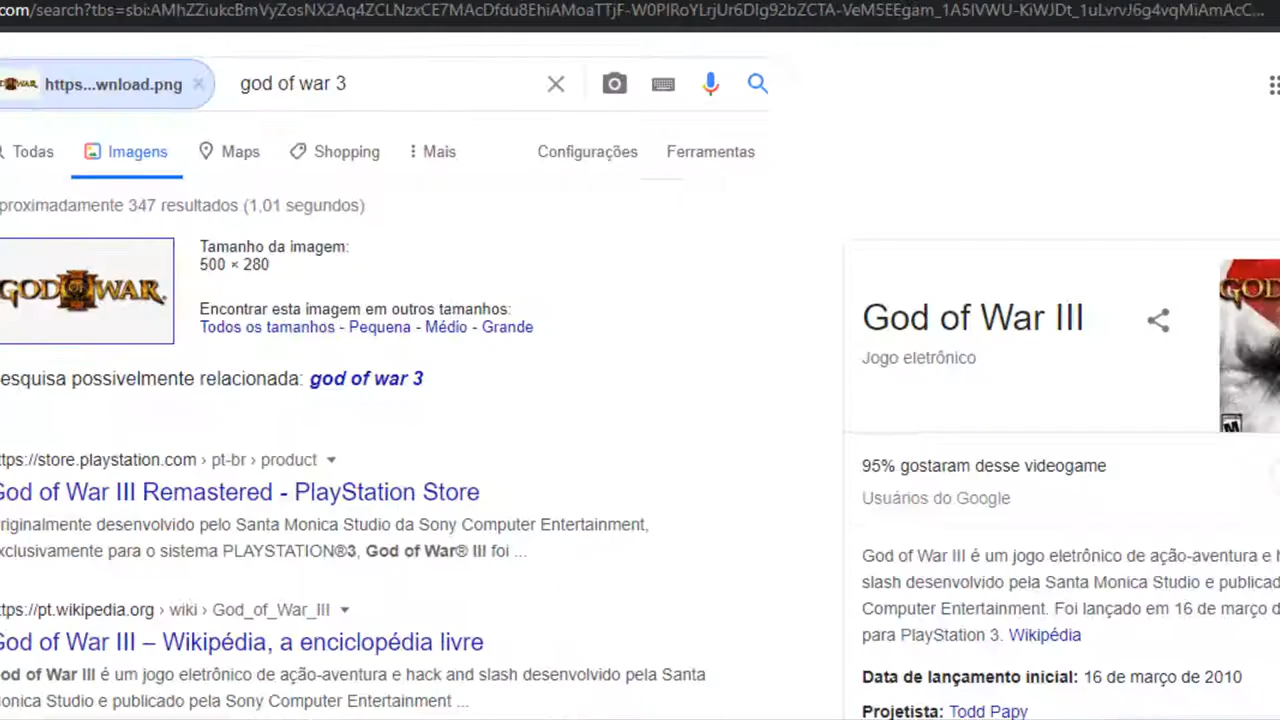 com/search?tbs=sbi:
https...wnload.png
god of war 3
Todas
Imagens
Maps
Shopping
Mais
Configurações
Ferramentas
proximadamente 347 resultados (1,01 segundos)
GOD OF WAR
Tamanho da imagem:
500 × 280
Encontrar esta imagem em outros tamanhos:
Todos os tamanhos - Pequena - Médio - Grande
esquisa possivelmente relacionada: god of war 3
ttps://store.playstation.com › pt-br › product
God of War III Remastered - PlayStation Store
riginalmente desenvolvido pelo Santa Monica Studio da Sony Computer Entertainment,
xclusivamente para o sistema PLAYSTATION®3, God of War® III foi ...
ttps://pt.wikipedia.org › wiki › God_of_War_III
God of War III – Wikipédia, a enciclopédia livre
od of War III é um jogo eletrônico de ação-aventura e hack and slash desenvolvido pela Santa
onica Studio e publicado pela Sony Computer Entertainment ...
God of War III
Jogo eletrônico
GOD
M
95% gostaram desse videogame
Usuários do Google
God of War III é um jogo eletrônico de ação-aventura e h
slash desenvolvido pela Santa Monica Studio e publicad
Computer Entertainment. Foi lançado em 16 de março d
para PlayStation 3. Wikipédia
Data de lançamento inicial: 16 de março de 2010
Projetista: Todd Papy